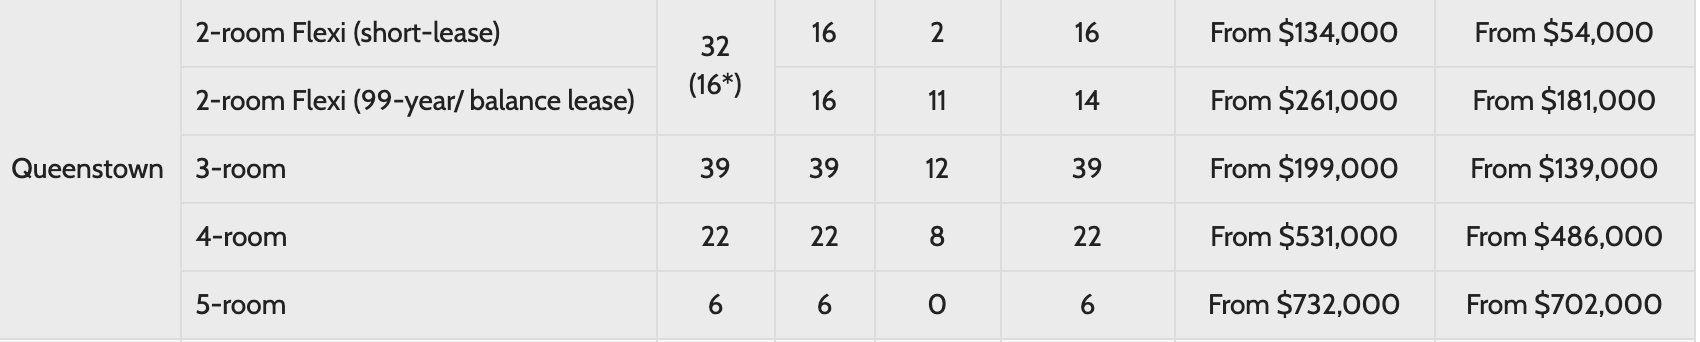 2-room Flexi (short-lease) 32 (16*) 16 2 16 From $134,000 From $54,000
2-room Flexi (99-year/ balance lease) 16 11 14 From $261,000 From $181,000
Queenstown 3-room 39 39 12 39 From $199,000 From $139,000
4-room 22 22 8 22 From $531,000 From $486,000
5-room 6 6 0 6 From $732,000 From $702,000